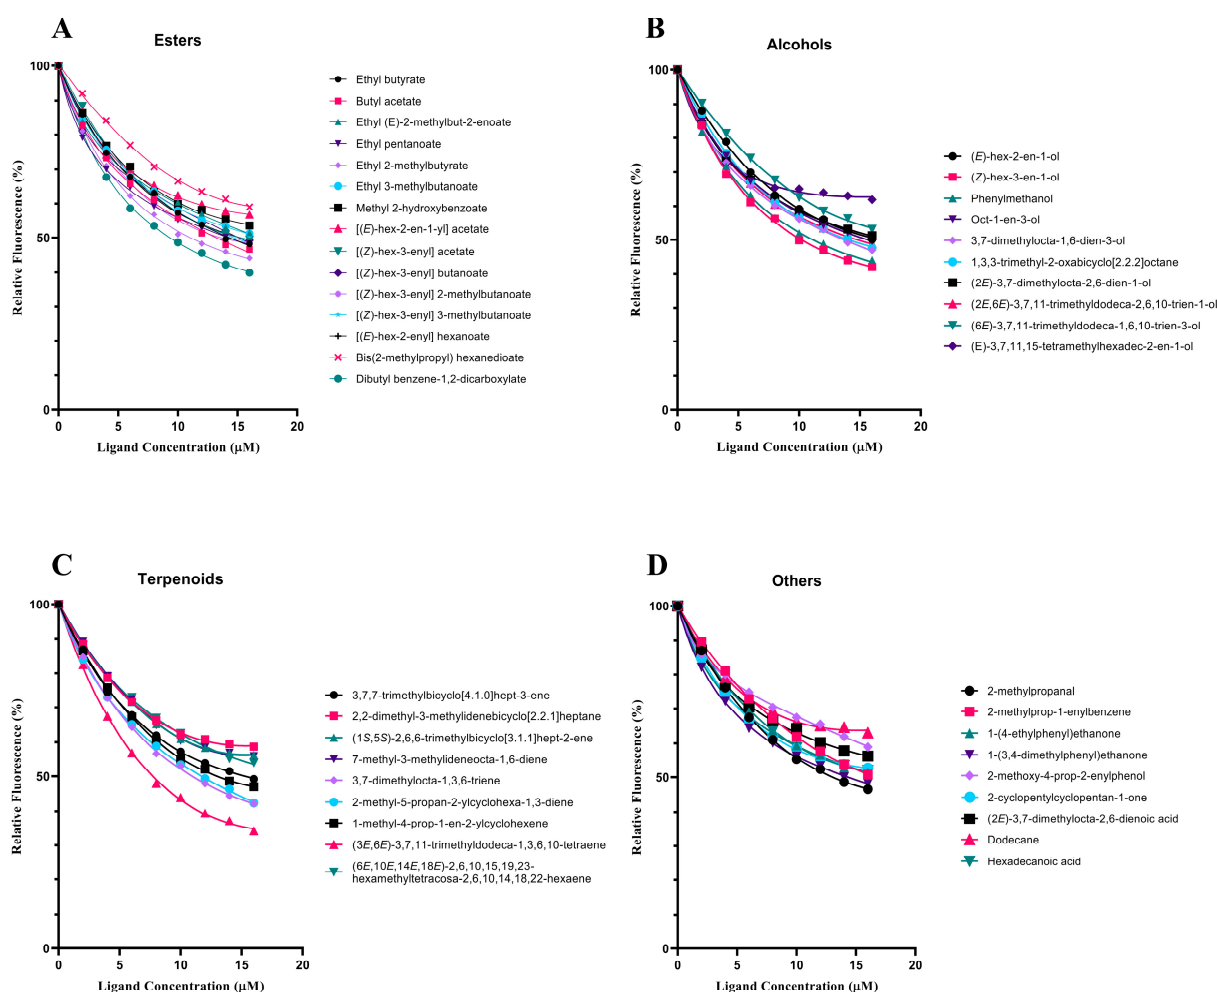 A
Esters
100
50
0
0
5
10
15
20
Relative Fluorescence (%)
Ligand Concentration (µM)
Ethyl butyrate
Butyl acetate
Ethyl (E)-2-methylbut-2-enoate
Ethyl pentanoate
Ethyl 2-methylbutyrate
Ethyl 3-methylbutanoate
Methyl 2-hydroxybenzoate
[(E)-hex-2-en-1-yl] acetate
[(Z)-hex-3-enyl] acetate
[(Z)-hex-3-enyl] butanoate
[(Z)-hex-3-enyl] 2-methylbutanoate
[(Z)-hex-3-enyl] 3-methylbutanoate
[(E)-hex-2-enyl] hexanoate
Bis(2-methylpropyl) hexanedioate
Dibutyl benzene-1,2-dicarboxylate
B
Alcohols
100
50
0
0
5
10
15
20
Relative Fluorescence (%)
Ligand Concentration (µM)
(E)-hex-2-en-1-ol
(Z)-hex-3-en-1-ol
Phenylmethanol
Oct-1-en-3-ol
3,7-dimethylocta-1,6-dien-3-ol
1,3,3-trimethyl-2-oxabicyclo[2.2.2]octane
(2E)-3,7-dimethylocta-2,6-dien-1-ol
(2E,6E)-3,7,11-trimethyldodeca-2,6,10-trien-1-ol
(6E)-3,7,11-trimethyldodeca-1,6,10-trien-3-ol
(E)-3,7,11,15-tetramethylhexadec-2-en-1-ol
C
Terpenoids
100
50
0
0
5
10
15
20
Relative Fluorescence (%)
Ligand Concentration (µM)
3,7,7-trimethylbicyclo[4.1.0]hept-3-ene
2,2-dimethyl-3-methylidenebicyclo[2.2.1]heptane
(1S,5S)-2,6,6-trimethylbicyclo[3.1.1]hept-2-ene
7-methyl-3-methylideneocta-1,6-diene
3,7-dimethylocta-1,3,6-triene
2-methyl-5-propan-2-ylcyclohexa-1,3-diene
1-methyl-4-prop-1-en-2-ylcyclohexene
(3E,6E)-3,7,11-trimethyldodeca-1,3,6,10-tetraene
(6E,10E,14E,18E)-2,6,10,15,19,23-
hexamethyltetracosa-2,6,10,14,18,22-hexaene
D
Others
100
50
0
0
5
10
15
20
Relative Fluorescence (%)
Ligand Concentration (µM)
2-methylpropanal
2-methylprop-1-enylbenzene
1-(4-ethylphenyl)ethanone
1-(3,4-dimethylphenyl)ethanone
2-methoxy-4-prop-2-enylphenol
2-cyclopentylcyclopentan-1-one
(2E)-3,7-dimethylocta-2,6-dienoic acid
Dodecane
Hexadecanoic acid